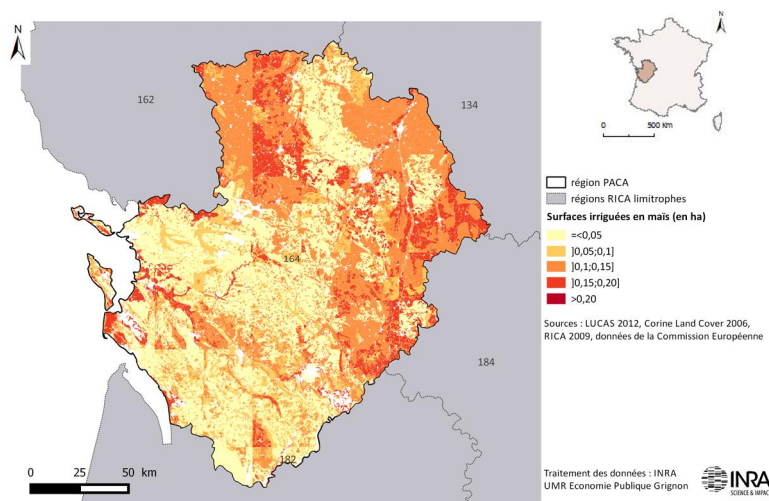 N
N
162
134
164
184
182
0 500 Km
région PACA
régions RICA limitrophes
Surfaces irriguées en maïs (en ha)
=<0,05
]0,05;0,1]
]0,1;0,15]
]0,15;0,20]
>0,20
Sources : LUCAS 2012, Corine Land Cover 2006,
RICA 2009, données de la Commission Européenne
0 25 50 km
Traitement des données : INRA
UMR Economie Publique Grignon
INRA
SCIENCE & IMPACT